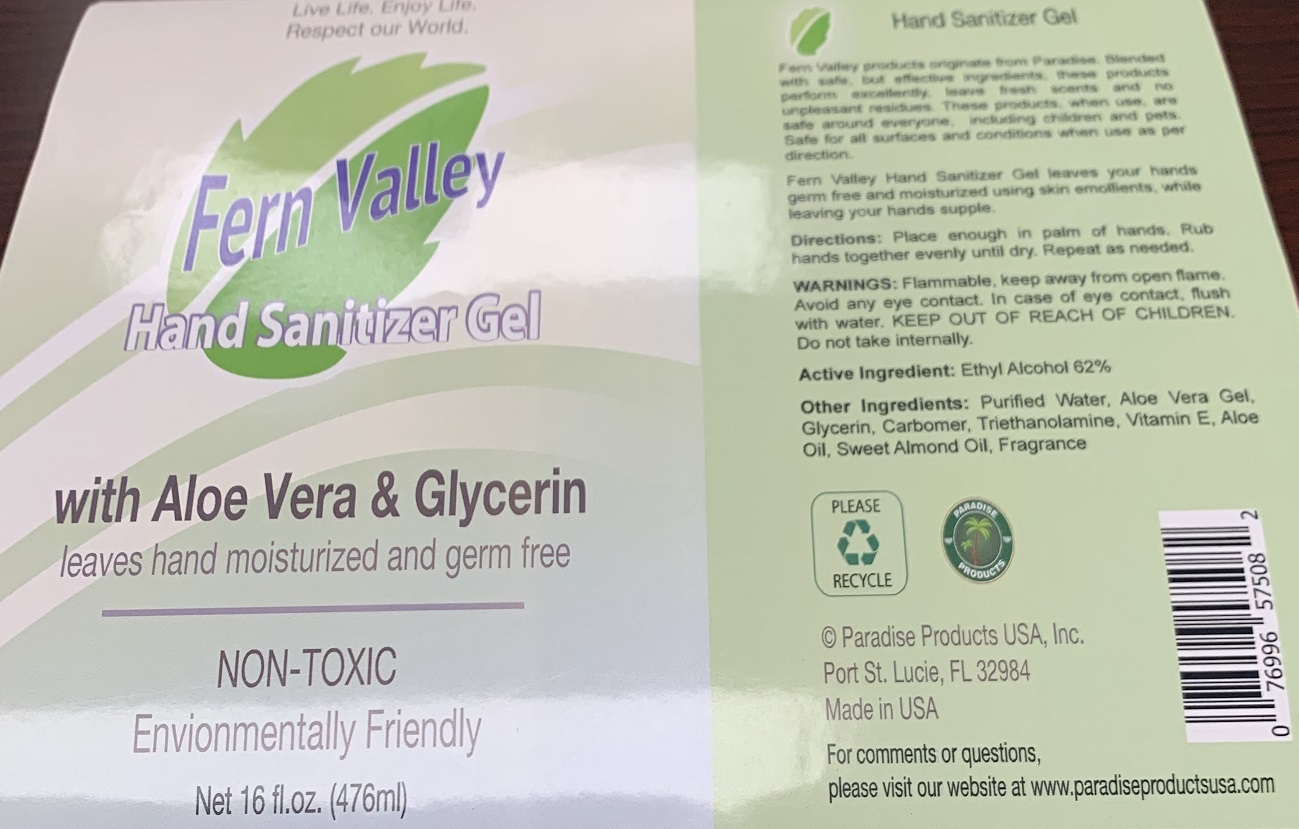 Live Life, Enjoy Life.
Respect our World.
Fern Valley
Hand Sanitizer Gel
with Aloe Vera & Glycerin
leaves hand moisturized and germ free
NON-TOXIC
Envionmentally Friendly
Net 16 fl.oz. (476ml)
Hand Sanitizer Gel
Fern Valley products originate from Paradise. Blended
with safe, but effective ingredients, these products
perform excellently, leave fresh scents and no
unpleasant residues. These products, when use, are
safe around everyone, including children and pets.
Safe for all surfaces and conditions when use as per
direction.
Fern Valley Hand Sanitizer Gel leaves your hands
germ free and moisturized using skin emollients, while
leaving your hands supple.
Directions: Place enough in palm of hands. Rub
hands together evenly until dry. Repeat as needed.
WARNINGS: Flammable, keep away from open flame.
Avoid any eye contact. In case of eye contact, flush
with water. KEEP OUT OF REACH OF CHILDREN.
Do not take internally.
Active Ingredient: Ethyl Alcohol 62%
Other Ingredients: Purified Water, Aloe Vera Gel,
Glycerin, Carbomer, Triethanolamine, Vitamin E, Aloe
Oil, Sweet Almond Oil, Fragrance
PLEASE
RECYCLE
PARADISE
PRODUCTS
0 76996 57508 2
© Paradise Products USA, Inc.
Port St. Lucie, FL 32984
Made in USA
For comments or questions,
please visit our website at www.paradiseproductsusa.com